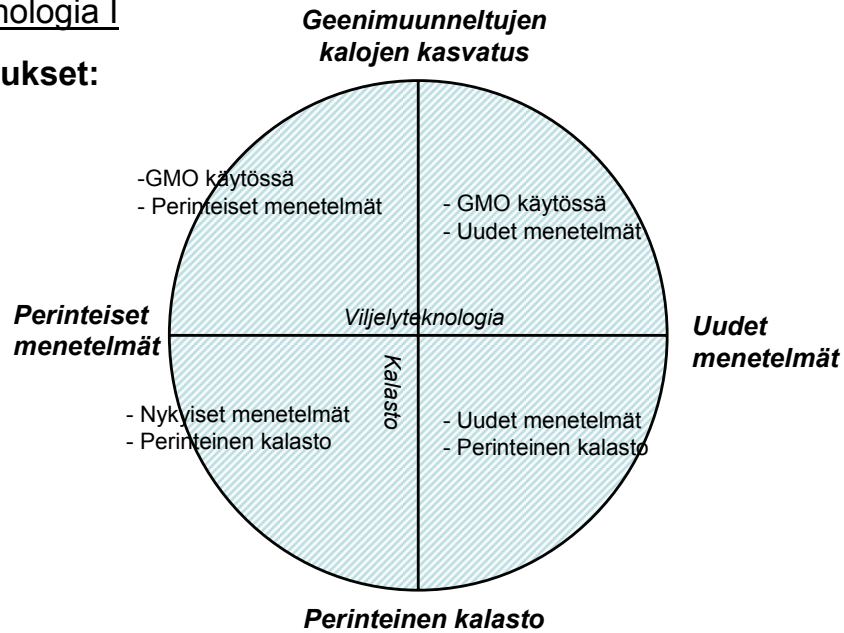 nologia I
ukset:
Geenimuunneltujen
kalojen kasvatus
-GMO käytössä
- Perinteiset menetelmät
- GMO käytössä
- Uudet menetelmät
Perinteiset
menetelmät
Viljelyteknologia
Uudet
menetelmät
Kalasto
- Nykyiset menetelmät
- Perinteinen kalasto
- Uudet menetelmät
- Perinteinen kalasto
Perinteinen kalasto